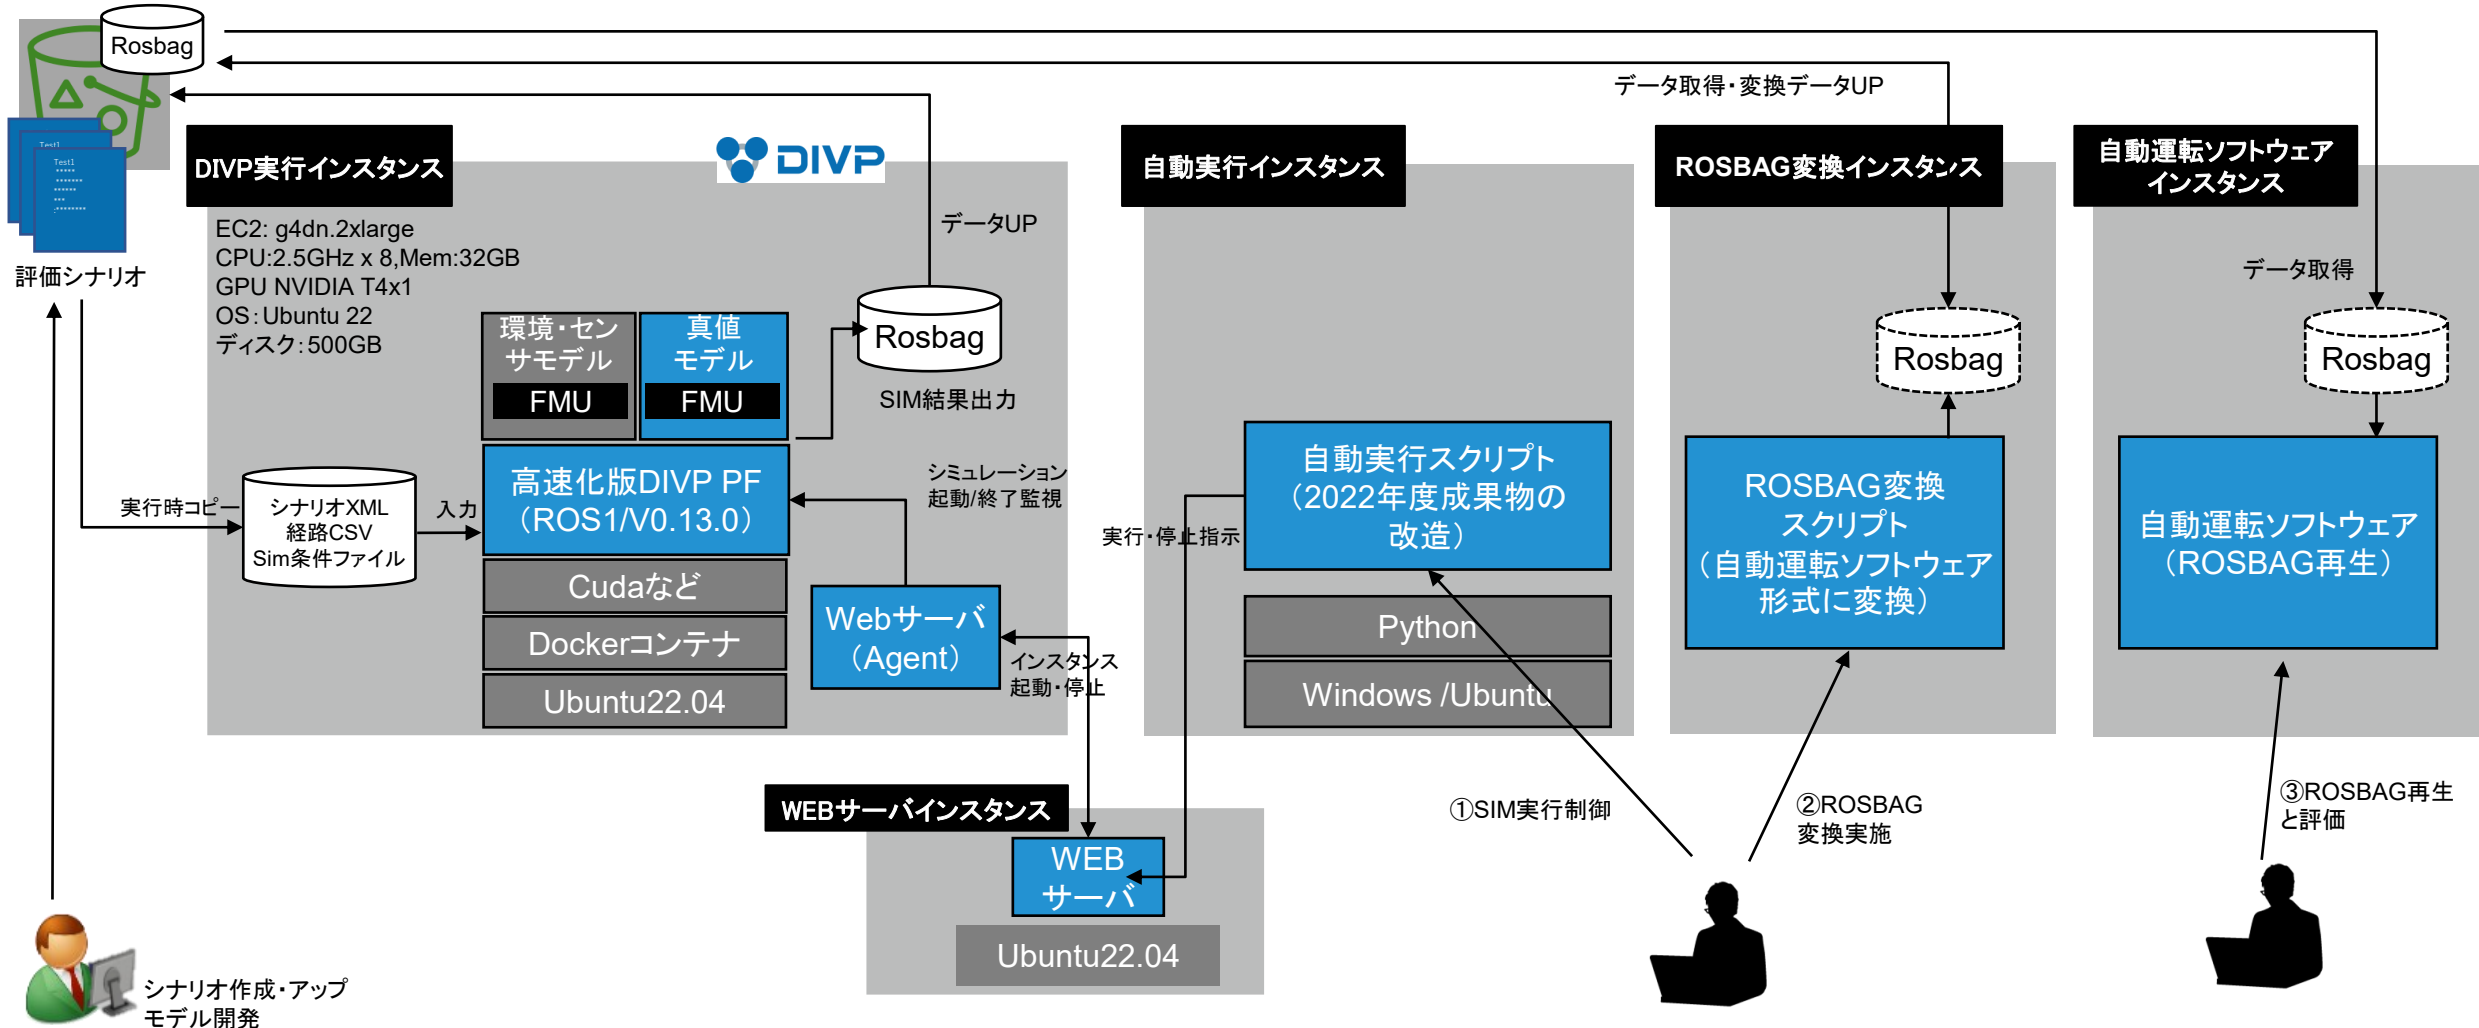 Rosbag
データ取得・変換データUP
DIVP実行インスタンス
DIVP
自動実行インスタンス
ROSBAG変換インスタンス
自動運転ソフトウェア
インスタンス
Test1
Test1
*****
*******
******
***
:********
評価シナリオ
EC2: g4dn.2xlarge
CPU:2.5GHz x 8,Mem:32GB
GPU NVIDIA T4x1
OS:Ubuntu 22
ディスク:500GB
データUP
データ取得
環境・セン
サモデル
FMU
真値
モデル
FMU
Rosbag
SIM結果出力
Rosbag
Rosbag
実行時コピー
シナリオXML
経路CSV
Sim条件ファイル
入力
高速化版DIVP PF
(ROS1/V0.13.0)
シミュレーション
起動/終了監視
Cudaなど
Dockerコンテナ
Ubuntu22.04
Webサーバ
(Agent)
インスタンス
起動・停止
実行・停止指示
自動実行スクリプト
(2022年度成果物の
改造)
Python
Windows /Ubuntu
ROSBAG変換
スクリプト
(自動運転ソフトウェア
形式に変換)
自動運転ソフトウェア
(ROSBAG再生)
WEBサーバインスタンス
WEB
サーバ
Ubuntu22.04
①SIM実行制御
②ROSBAG
変換実施
③ROSBAG再生
と評価
シナリオ作成・アップ
モデル開発